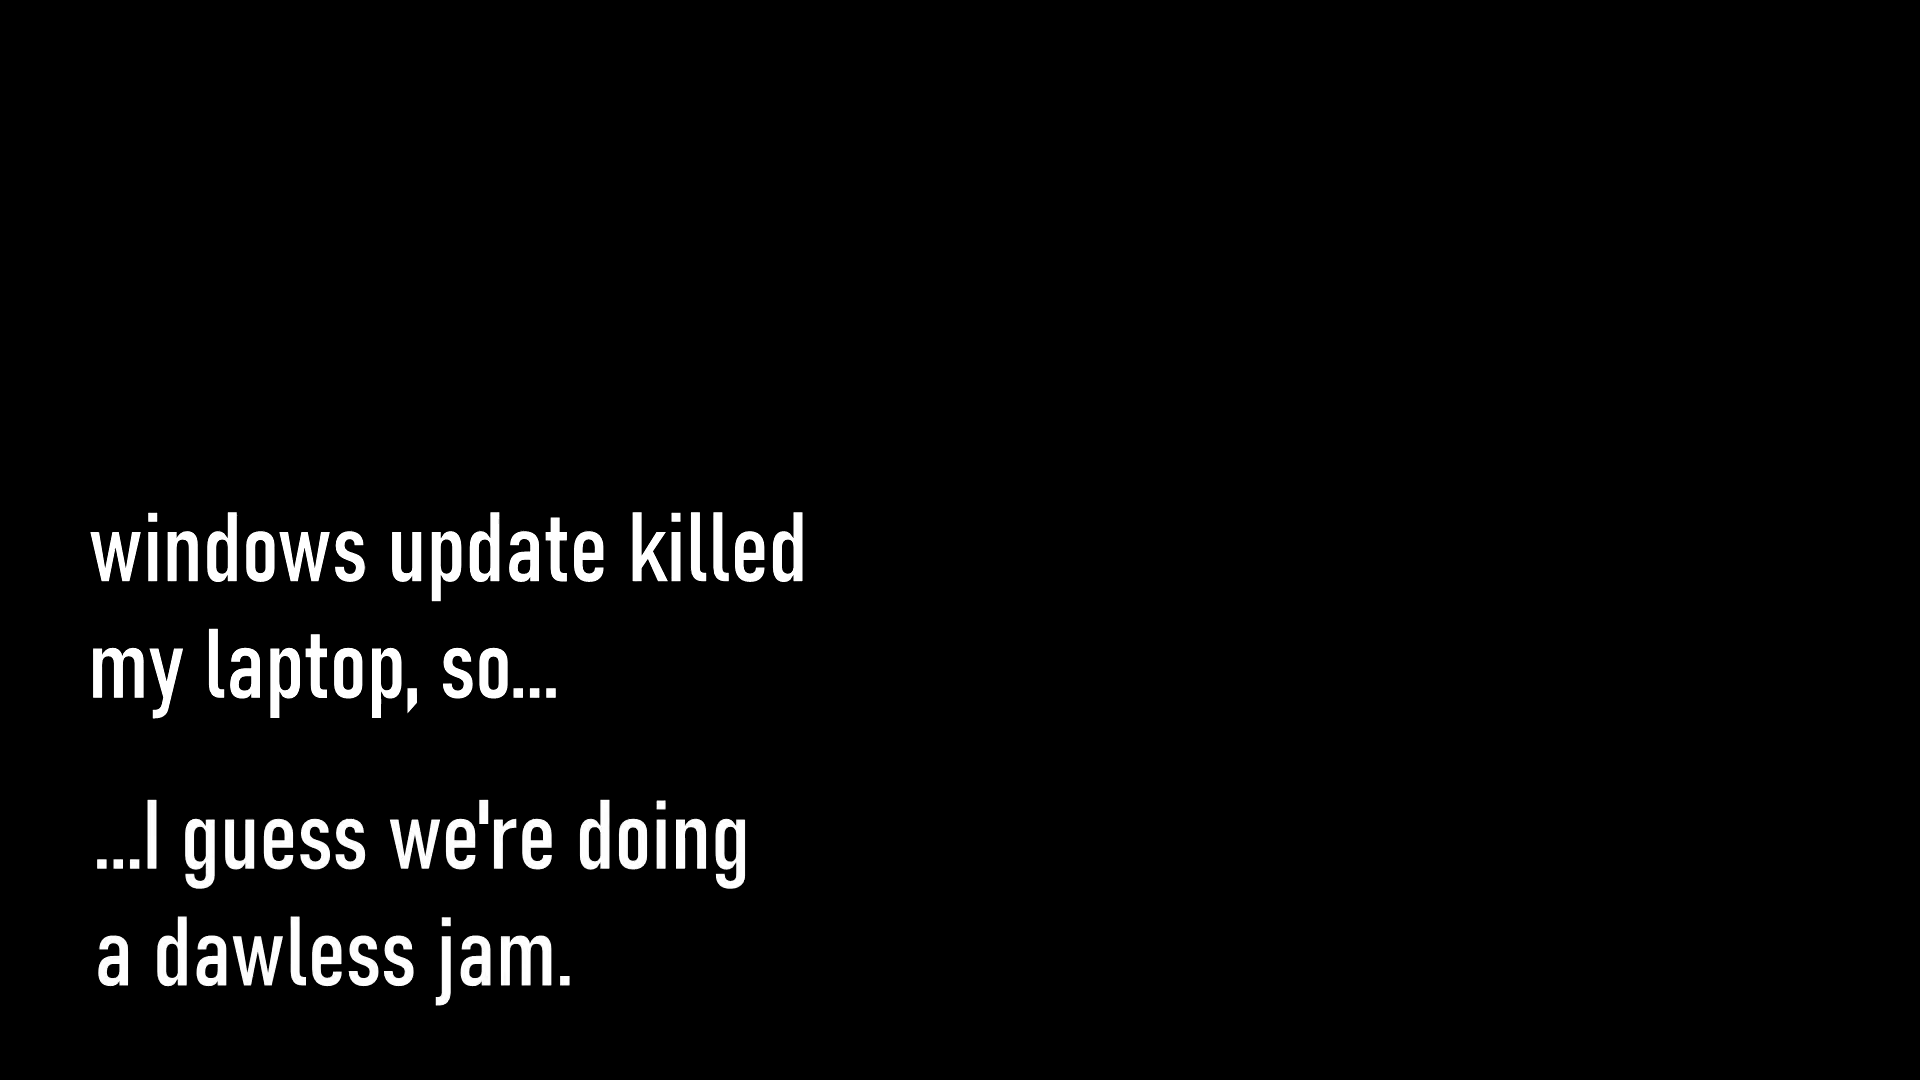 windows update killed
my laptop, so...
...I guess we're doing
a dawless jam.